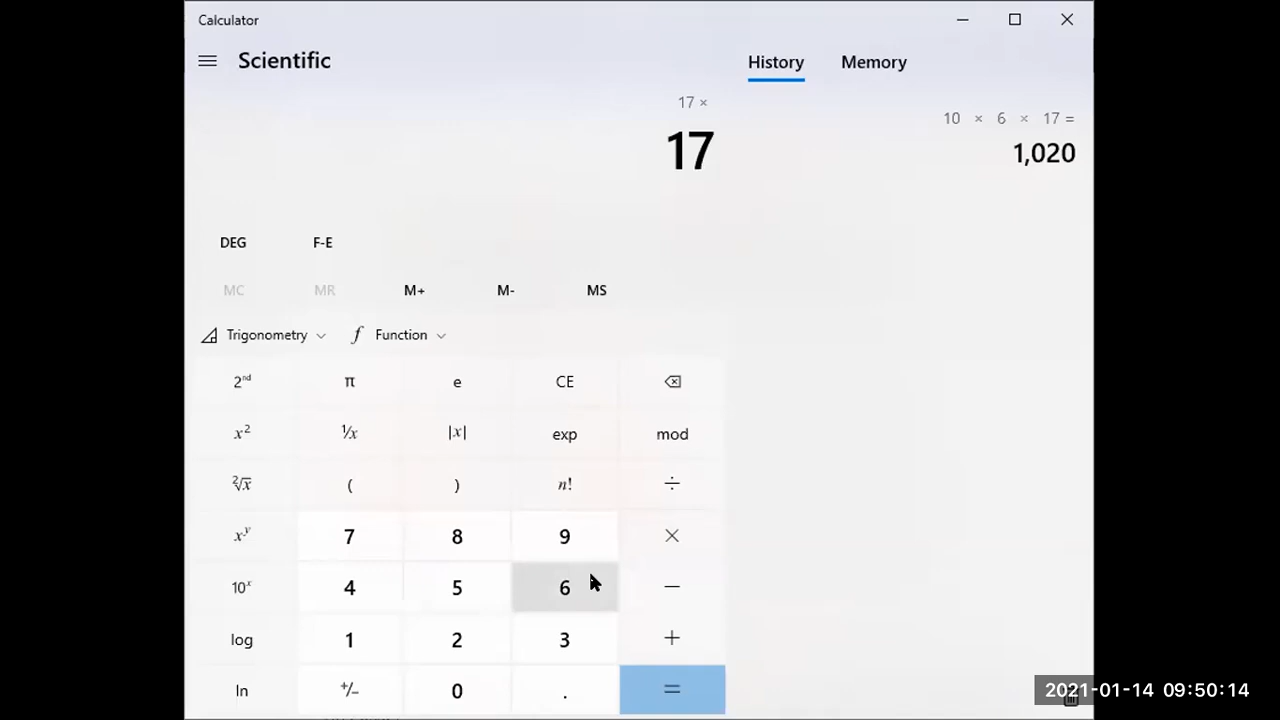 Calculator
Scientific
History
Memory
17 ×
17
10 × 6 × 17 =
1,020
DEG
F-E
MC
MR
M+
M-
MS
Trigonometry
f Function
2ⁿᵈ
π
e
CE
x²
¹⁄x
|x|
exp
mod
²√x
(
)
n!
÷
xʸ
7
8
9
×
10ˣ
4
5
6
−
log
1
2
3
+
ln
+/−
0
.
=
2021-01-14 09:50:14